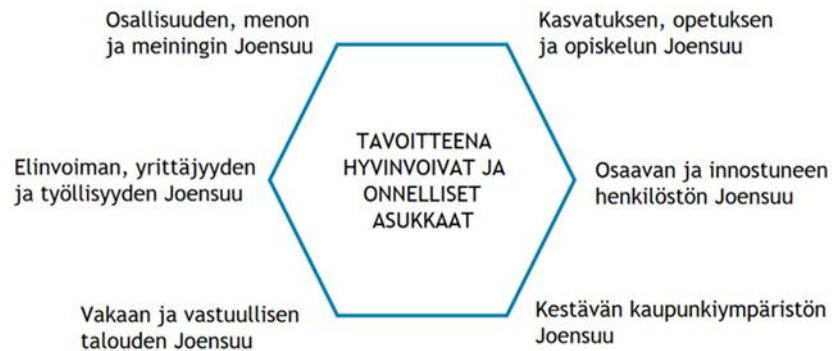 Osallisuuden, menon
ja meiningin Joensuu
Kasvatuksen, opetuksen
ja opiskelun Joensuu
Elinvoiman, yrittäjyyden
ja työllisyyden Joensuu
TAVOITTEENA
HYVINVOIVAT JA
ONNELLISET
ASUKKAAT
Osaavan ja innostuneen
henkilöstön Joensuu
Vakaan ja vastuullisen
talouden Joensuu
Kestävän kaupunkiympäristön
Joensuu